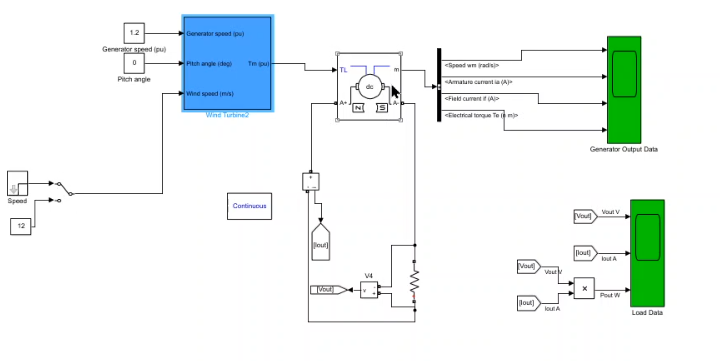 1.2
Generator speed (pu)
0
Pitch angle
Generator speed (pu)
Pitch angle (deg)
Tm (pu)
Wind speed (m/s)
Wind Turbine2
TL
m
dc
A+
A-
N
S
<Speed wm (rad/s)>
<Armature current ia (A)>
<Field current if (A)>
<Electrical torque Te (n m)>
Generator Output Data
Speed
12
Continuous
+
-
[Iout]
[Vout]
V4
v
+
-
[Vout]
Vout V
[Iout]
Iout A
[Vout]
Vout V
[Iout]
Iout A
×
Pout W
Load Data